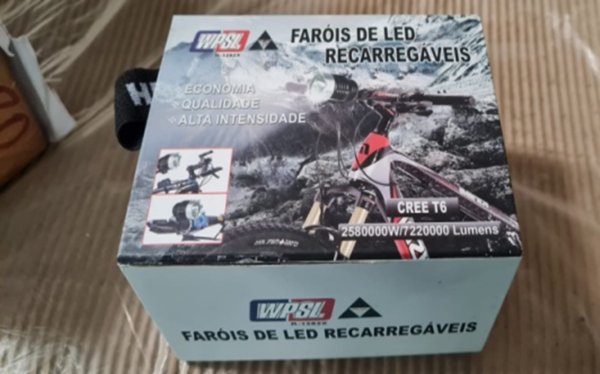 WPSL
FARÓIS DE LED
RECARREGÁVEIS
ECONOMIA
QUALIDADE
ALTA INTENSIDADE
CREE T6
2580000W/7220000 Lumens
WPSL
FARÓIS DE LED RECARREGÁVEIS